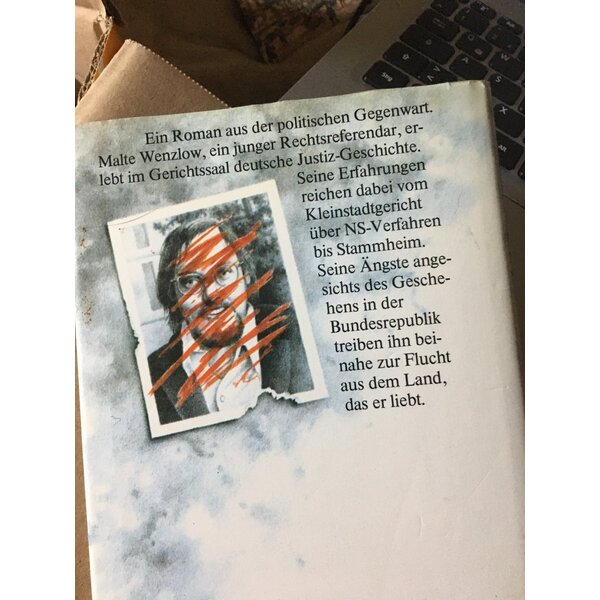 Ein Roman aus der politischen Gegenwart.
Malte Wenzlow, ein junger Rechtsreferendar, er-
lebt im Gerichtssaal deutsche Justiz-Geschichte.
Seine Erfahrungen
reichen dabei vom
Kleinstadtgericht
über NS-Verfahren
bis Stammheim.
Seine Ängste ange-
sichts des Gesche-
hens in der
Bundesrepublik
treiben ihn bei-
nahe zur Flucht
aus dem Land,
das er liebt.